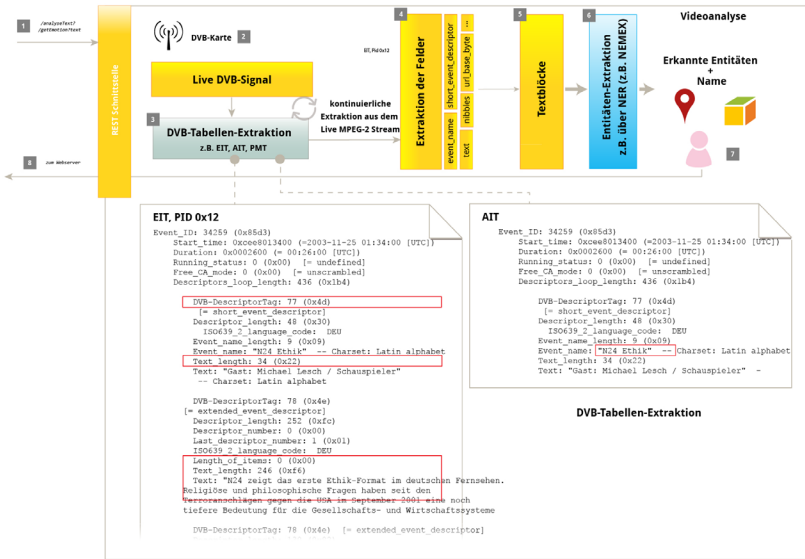 1
/analyseText?
/getEmotionText
REST Schnittstelle
DVB-Karte
2
Live DVB-Signal
3
DVB-Tabellen-Extraktion
z.B. EIT, AIT, PMT
kontinuierliche
Extraktion aus dem
Live MPEG-2 Stream
EIT, Pid 0x12
4
Extraktion der Felder
event_name
short_event_descriptor
text
nibbles
uri_base_byte
...
5
Textblöcke
6
Entitäten-Extraktion
z.B. über NER (z.B. NEMEX)
Videoanalyse
Erkannte Entitäten
+
Name
7
8
zum Webserver
EIT, PID 0x12
Event_ID: 34259 (0x85d3)
Start_time: 0xcee8013400 (=2003-11-25 01:34:00 [UTC])
Duration: 0x0002600 (= 00:26:00 [UTC])
Running_status: 0 (0x00) [= undefined]
Free_CA_mode: 0 (0x00) [= unscrambled]
Descriptors_loop_length: 436 (0x1b4)
DVB-DescriptorTag: 77 (0x4d)
[= short_event_descriptor]
Descriptor_length: 48 (0x30)
ISO639_2_language_code: DEU
Event_name_length: 9 (0x09)
Event name: "N24 Ethik" -- Charset: Latin alphabet
Text_length: 34 (0x22)
Text: "Gast: Michael Lesch / Schauspieler"
-- Charset: Latin alphabet
DVB-DescriptorTag: 78 (0x4e)
[= extended_event_descriptor]
Descriptor_length: 252 (0xfc)
Descriptor_number: 0 (0x00)
Last_descriptor_number: 1 (0x01)
ISO639_2_language_code: DEU
Length_of_items: 0 (0x00)
Text_length: 246 (0xf6)
Text: "N24 zeigt das erste Ethik-Format im deutschen Fernsehen.
Religiöse und philosophische Fragen haben seit den
Terroranschlägen gegen die USA im September 2001 eine noch
tiefere Bedeutung für die Gesellschafts- und Wirtschaftssysteme
DVB-DescriptorTag: 78 (0x4e) [= extended_event_descriptor]
AIT
Event_ID: 34259 (0x85d3)
Start_time: 0xcee8013400 (=2003-11-25 01:34:00 [UTC])
Duration: 0x0002600 (= 00:26:00 [UTC])
Running_status: 0 (0x00) [= undefined]
Free_CA_mode: 0 (0x00) [= unscrambled]
Descriptors_loop_length: 436 (0x1b4)
DVB-DescriptorTag: 77 (0x4d)
[= short_event_descriptor]
Descriptor_length: 48 (0x30)
ISO639_2_language_code: DEU
Event_name_length: 9 (0x09)
Event_name: "N24 Ethik" -- Charset: Latin alphabet
Text_length: 34 (0x22)
Text: "Gast: Michael Lesch / Schauspieler" -
DVB-Tabellen-Extraktion